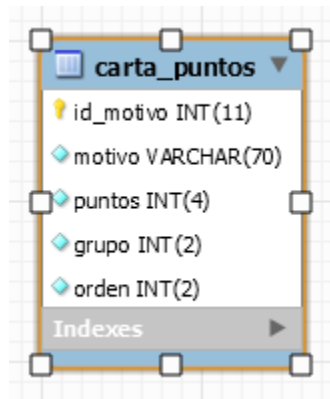 carta_puntos
id_motivo INT(11)
motivo VARCHAR(70)
puntos INT(4)
grupo INT(2)
orden INT(2)
Indexes